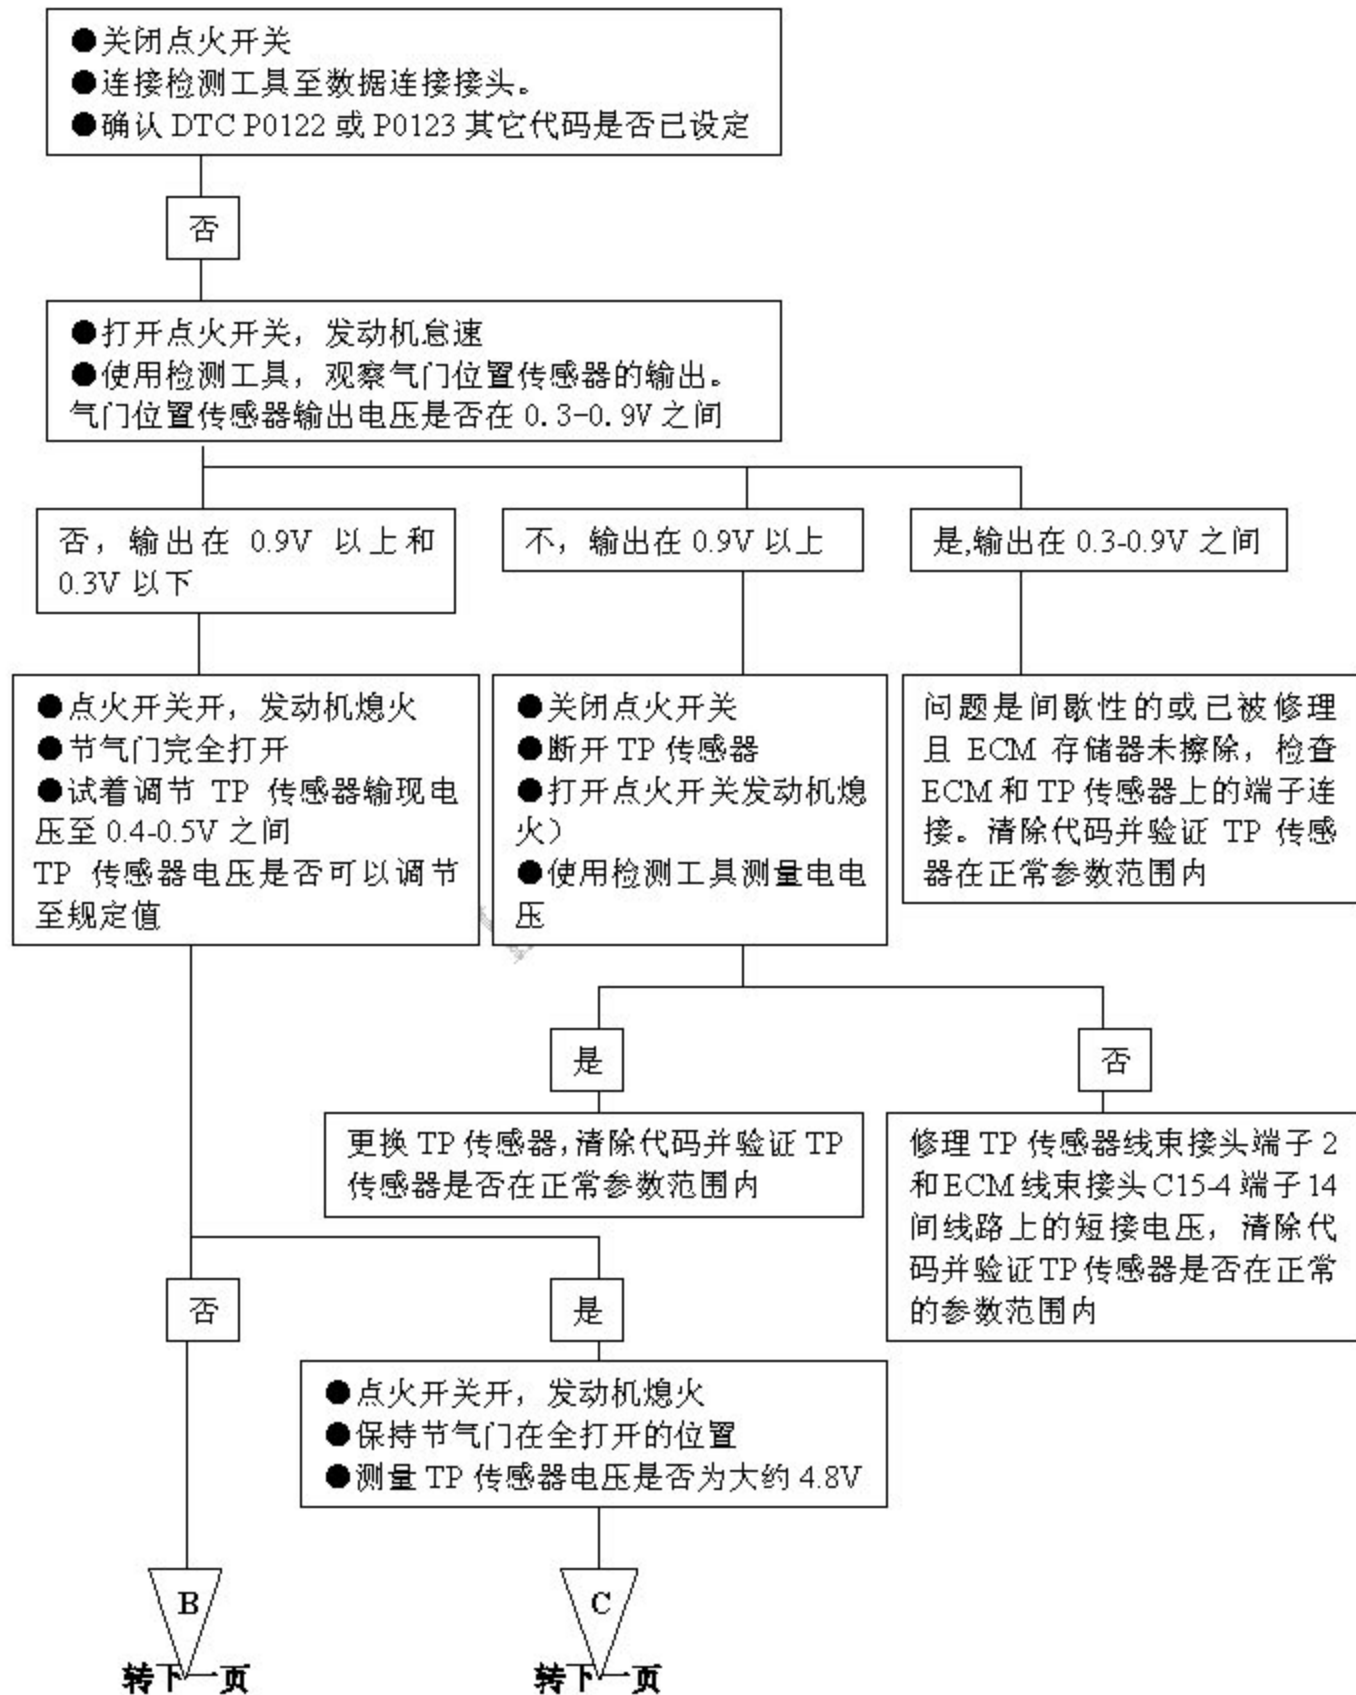 ●关闭点火开关
●连接检测工具至数据连接接头。
●确认 DTC P0122 或 P0123 其它代码是否已设定
否
●打开点火开关，发动机怠速
●使用检测工具，观察气门位置传感器的输出。
气门位置传感器输出电压是否在 0.3-0.9V 之间
否，输出在 0.9V 以上和
0.3V 以下
不，输出在 0.9V 以上
是,输出在 0.3-0.9V 之间
●点火开关开，发动机熄火
●节气门完全打开
●试着调节 TP 传感器输现电
压至 0.4-0.5V 之间
TP 传感器电压是否可以调节
至规定值
●关闭点火开关
●断开 TP 传感器
●打开点火开关发动机熄
火）
●使用检测工具测量电电
压
问题是间歇性的或已被修理
且 ECM 存储器未擦除，检查
ECM 和 TP 传感器上的端子连
接。清除代码并验证 TP 传感
器在正常参数范围内
是
否
更换 TP 传感器,清除代码并验证 TP
传感器是否在正常参数范围内
修理 TP 传感器线束接头端子 2
和 ECM 线束接头 C15-4 端子 14
间线路上的短接电压，清除代
码并验证 TP 传感器是否在正常
的参数范围内
否
是
●点火开关开，发动机熄火
●保持节气门在全打开的位置
●测量 TP 传感器电压是否为大约 4.8V
B
C
转下一页
转下一页